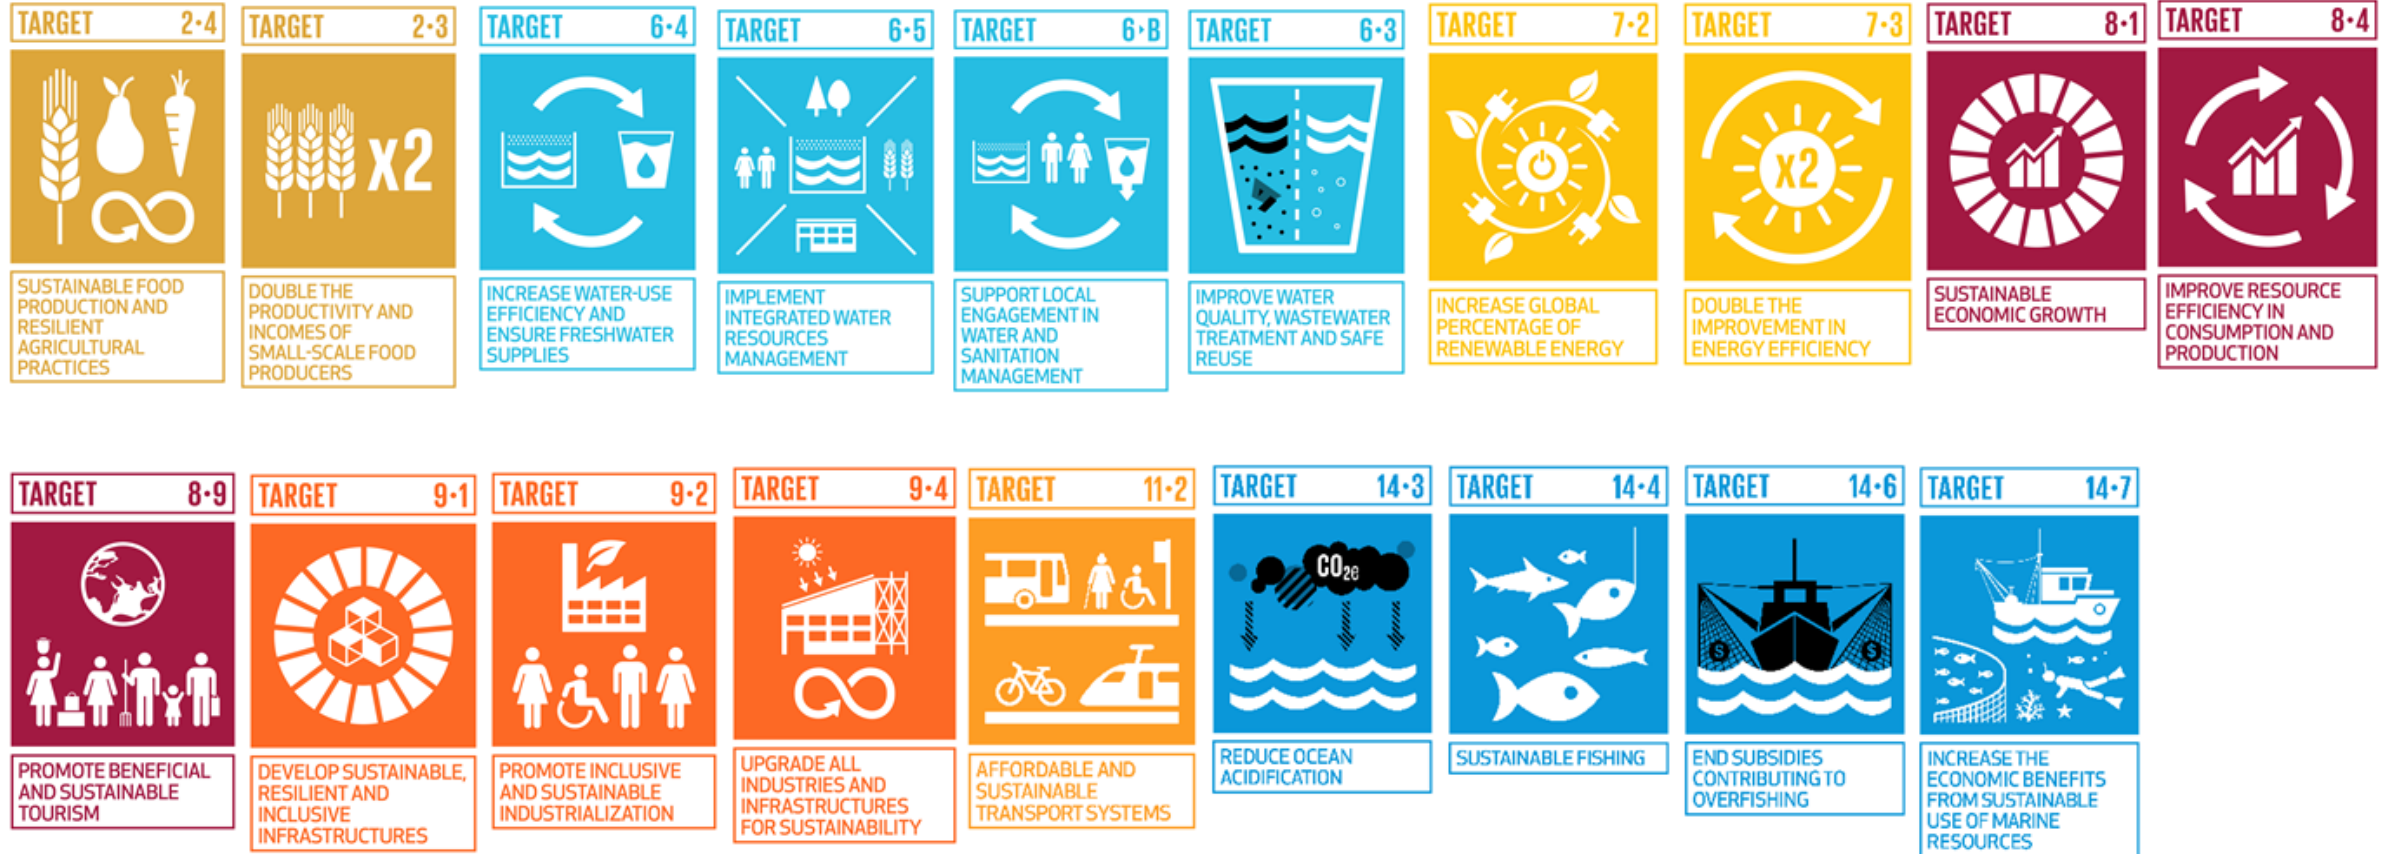 TARGET 2·4
SUSTAINABLE FOOD
PRODUCTION AND
RESILIENT
AGRICULTURAL
PRACTICES
TARGET 2·3
x2
DOUBLE THE
PRODUCTIVITY AND
INCOMES OF
SMALL-SCALE FOOD
PRODUCERS
TARGET 6·4
INCREASE WATER-USE
EFFICIENCY AND
ENSURE FRESHWATER
SUPPLIES
TARGET 6·5
IMPLEMENT
INTEGRATED WATER
RESOURCES
MANAGEMENT
TARGET 6·B
SUPPORT LOCAL
ENGAGEMENT IN
WATER AND
SANITATION
MANAGEMENT
TARGET 6·3
IMPROVE WATER
QUALITY, WASTEWATER
TREATMENT AND SAFE
REUSE
TARGET 7·2
INCREASE GLOBAL
PERCENTAGE OF
RENEWABLE ENERGY
TARGET 7·3
x2
DOUBLE THE
IMPROVEMENT IN
ENERGY EFFICIENCY
TARGET 8·1
SUSTAINABLE
ECONOMIC GROWTH
TARGET 8·4
IMPROVE RESOURCE
EFFICIENCY IN
CONSUMPTION AND
PRODUCTION
TARGET 8·9
PROMOTE BENEFICIAL
AND SUSTAINABLE
TOURISM
TARGET 9·1
DEVELOP SUSTAINABLE,
RESILIENT AND
INCLUSIVE
INFRASTRUCTURES
TARGET 9·2
PROMOTE INCLUSIVE
AND SUSTAINABLE
INDUSTRIALIZATION
TARGET 9·4
UPGRADE ALL
INDUSTRIES AND
INFRASTRUCTURES
FOR SUSTAINABILITY
TARGET 11·2
AFFORDABLE AND
SUSTAINABLE
TRANSPORT SYSTEMS
TARGET 14·3
CO2e
REDUCE OCEAN
ACIDIFICATION
TARGET 14·4
SUSTAINABLE FISHING
TARGET 14·6
$ $
END SUBSIDIES
CONTRIBUTING TO
OVERFISHING
TARGET 14·7
INCREASE THE
ECONOMIC BENEFITS
FROM SUSTAINABLE
USE OF MARINE
RESOURCES